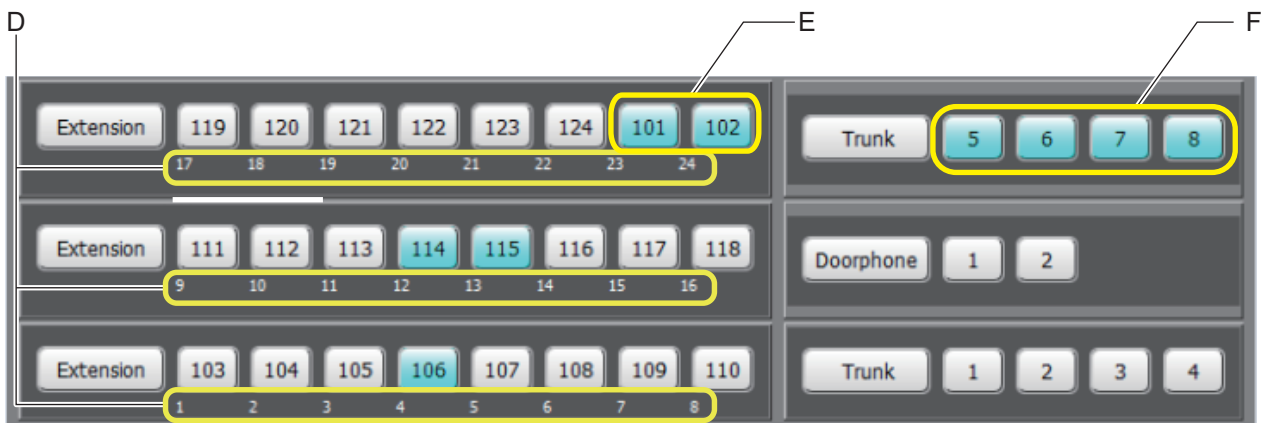 D E F
Extension 119 120 121 122 123 124 101 102 Trunk 5 6 7 8
17 18 19 20 21 22 23 24
Extension 111 112 113 114 115 116 117 118 Doorphone 1 2
9 10 11 12 13 14 15 16
Extension 103 104 105 106 107 108 109 110 Trunk 1 2 3 4
1 2 3 4 5 6 7 8